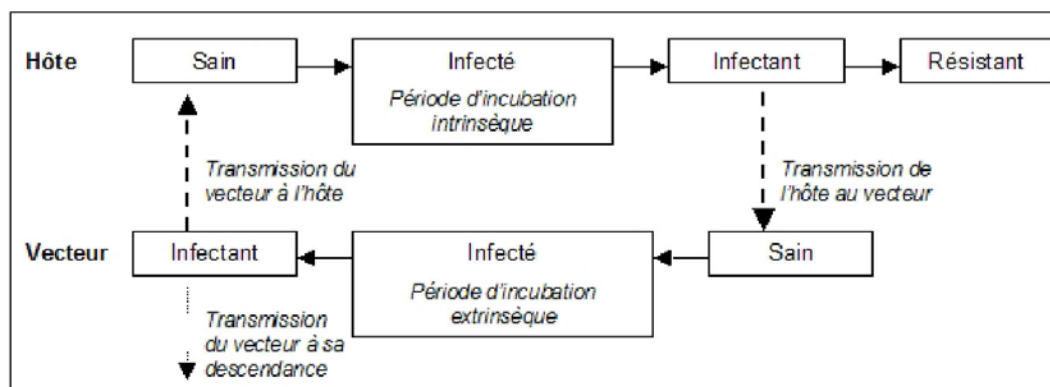 Hôte
Sain
Infecté
Période d'incubation
intrinsèque
Infectant
Résistant
Transmission du
vecteur à l'hôte
Transmission de
l'hôte au vecteur
Vecteur
Infectant
Infecté
Période d'incubation
extrinsèque
Sain
Transmission
du vecteur à sa
descendance